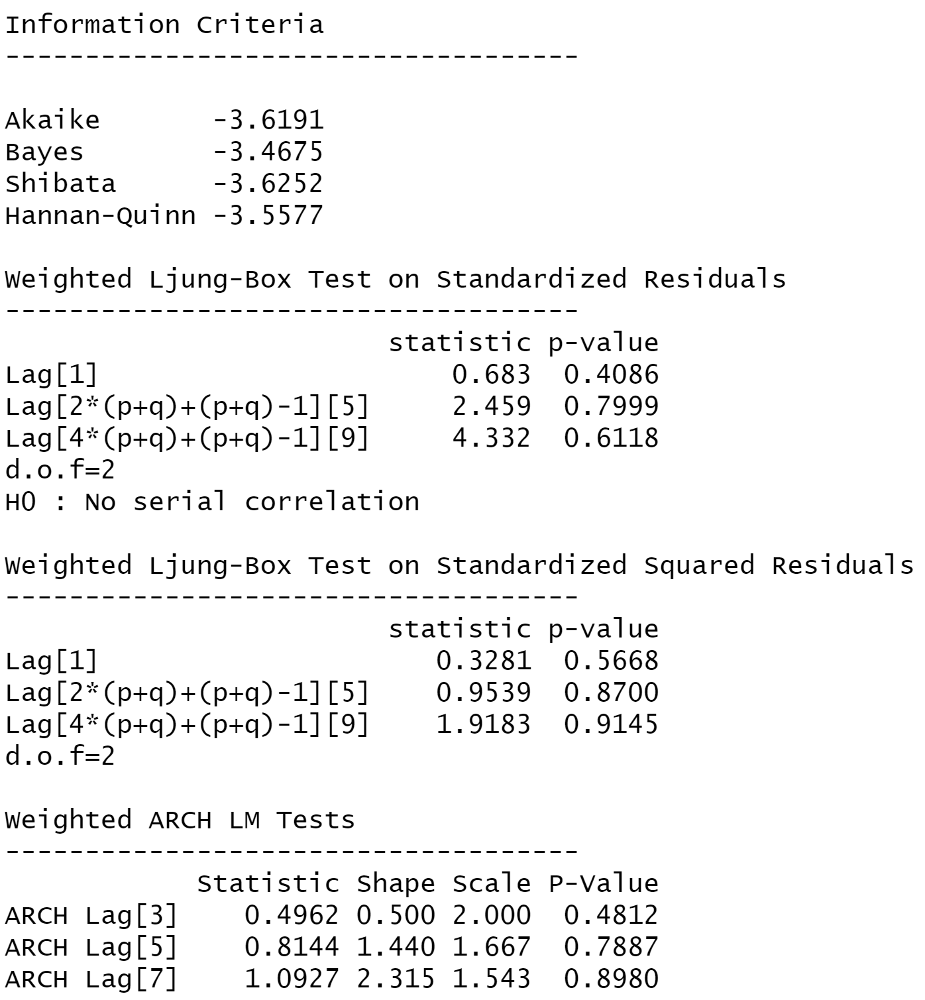 Information Criteria
------------------------------------
Akaike       -3.6191
Bayes        -3.4675
Shibata      -3.6252
Hannan-Quinn -3.5577
Weighted Ljung-Box Test on Standardized Residuals
------------------------------------
                        statistic p-value
Lag[1]                      0.683  0.4086
Lag[2*(p+q)+(p+q)-1][5]     2.459  0.7999
Lag[4*(p+q)+(p+q)-1][9]     4.332  0.6118
d.o.f=2
H0 : No serial correlation
Weighted Ljung-Box Test on Standardized Squared Residuals
------------------------------------
                        statistic p-value
Lag[1]                     0.3281  0.5668
Lag[2*(p+q)+(p+q)-1][5]    0.9539  0.8700
Lag[4*(p+q)+(p+q)-1][9]    1.9183  0.9145
d.o.f=2
Weighted ARCH LM Tests
------------------------------------
            Statistic Shape Scale P-Value
ARCH Lag[3]    0.4962 0.500 2.000  0.4812
ARCH Lag[5]    0.8144 1.440 1.667  0.7887
ARCH Lag[7]    1.0927 2.315 1.543  0.8980